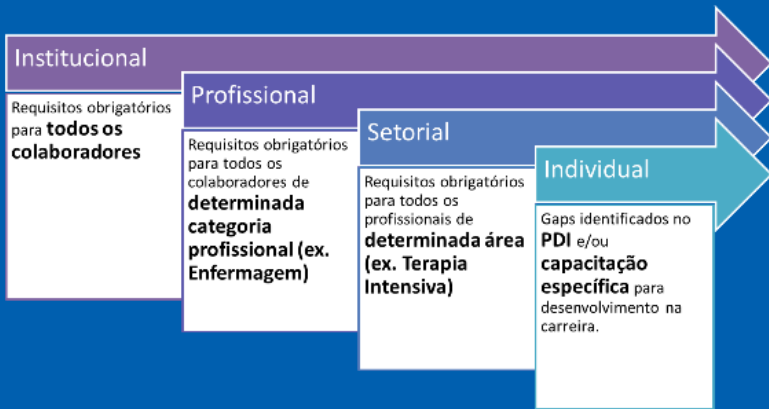 Institucional
Requisitos obrigatórios
para todos os
colaboradores
Profissional
Requisitos obrigatórios
para todos os
colaboradores de
determinada
categoria
profissional (ex.
Enfermagem)
Setorial
Requisitos obrigatórios
para todos os
profissionais de
determinada área
(ex. Terapia
Intensiva)
Individual
Gaps identificados no
PDI e/ou
capacitação
específica para
desenvolvimento na
carreira.